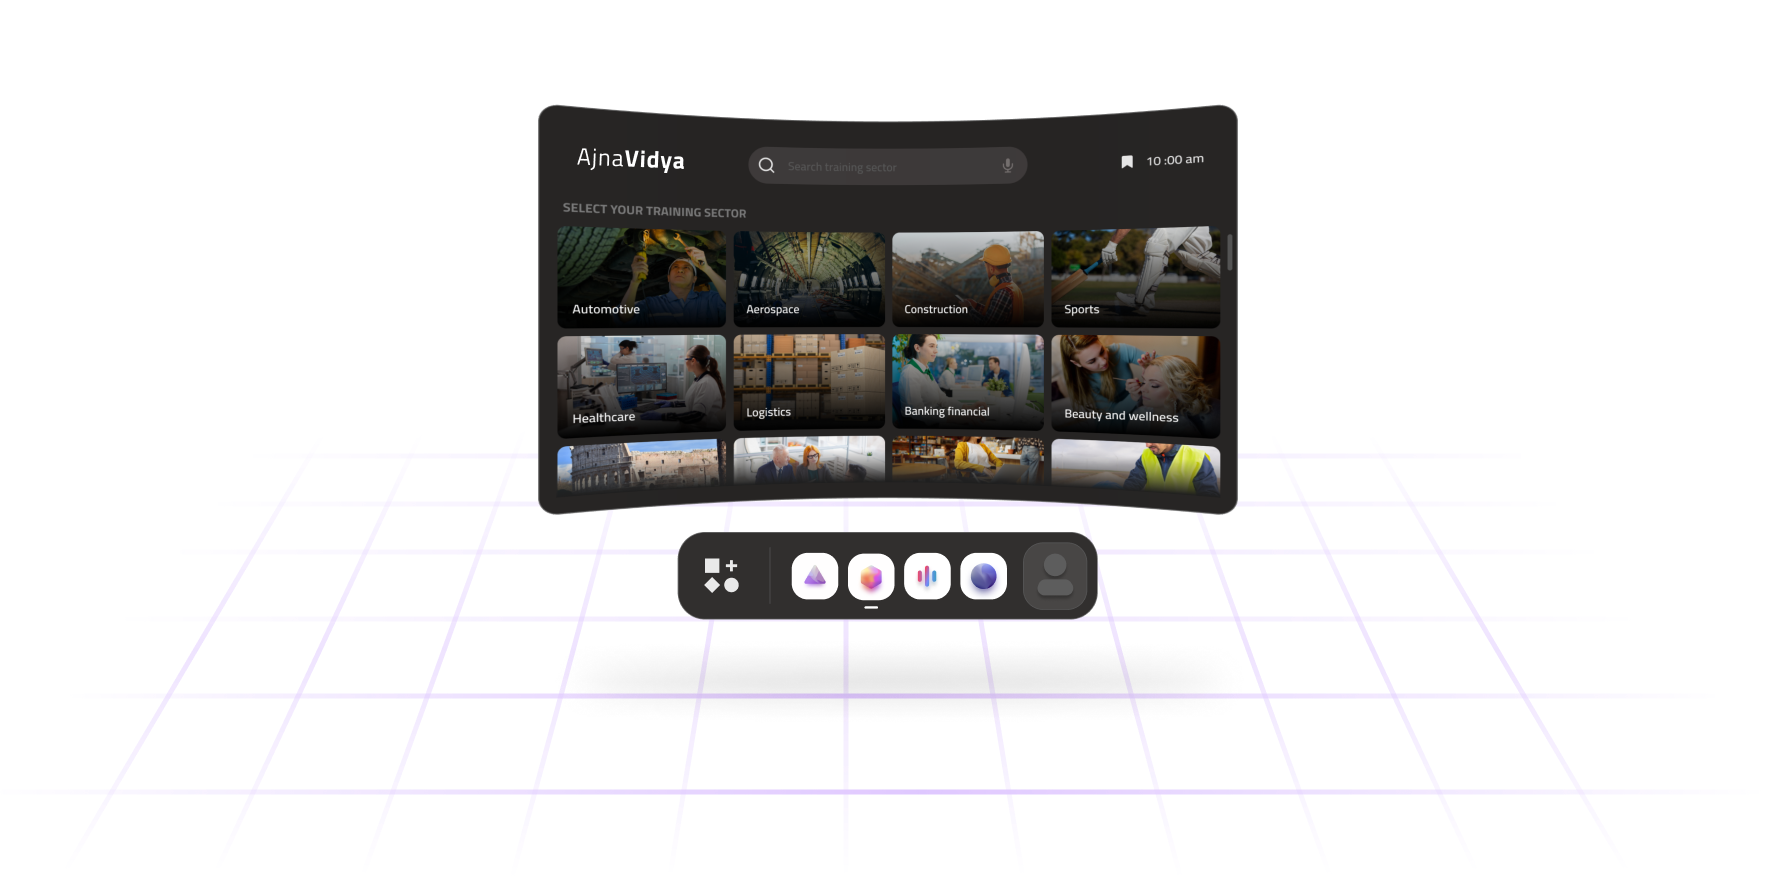 AjnaVidya
Search training sector
10 :00 am
SELECT YOUR TRAINING SECTOR
Automotive
Aerospace
Construction
Sports
Healthcare
Logistics
Banking financial
Beauty and wellness